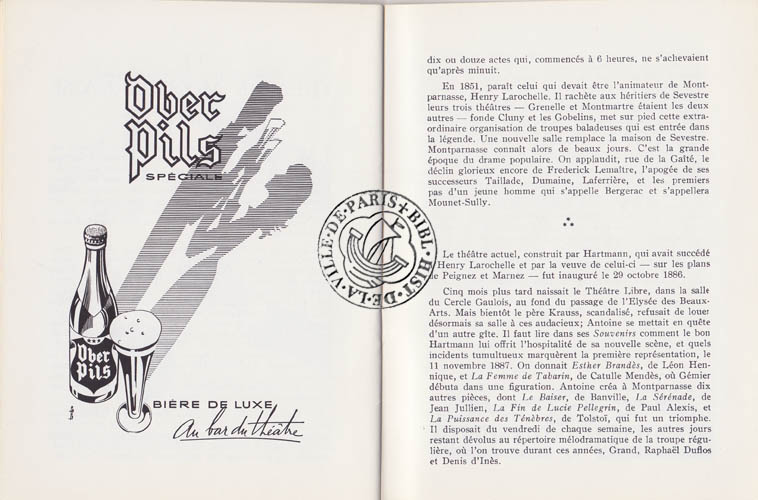 Ober
Pils
SPÉCIALE
Ober
Pils
BIÈRE DE LUXE
Au bar du théâtre
BIBL. HIST. DE LA VILLE DE PARIS
dix ou douze actes qui, commencés à 6 heures, ne s'achevaient
qu'après minuit.
En 1851, paraît celui qui devait être l'animateur de Mont-
parnasse, Henry Larochelle. Il rachète aux héritiers de Sevestre
leurs trois théâtres — Grenelle et Montmartre étaient les deux
autres — fonde Cluny et les Gobelins, met sur pied cette extra-
ordinaire organisation de troupes baladeuses qui est entrée dans
la légende. Une nouvelle salle remplace la maison de Sevestre.
Montparnasse connaît alors de beaux jours. C'est la grande
époque du drame populaire. On applaudit, rue de la Gaîté, le
déclin glorieux encore de Frederick Lemaître, l'apogée de ses
successeurs Taillade, Dumaine, Laferrière, et les premiers
pas d'un jeune homme qui s'appelle Bergerac et s'appellera
Mounet-Sully.
Le théâtre actuel, construit par Hartmann, qui avait succédé
Henry Larochelle et par la veuve de celui-ci — sur les plans
de Peignez et Marnez — fut inauguré le 29 octobre 1886.
Cinq mois plus tard naissait le Théâtre Libre, dans la salle
du Cercle Gaulois, au fond du passage de l'Elysée des Beaux-
Arts. Mais bientôt le père Krauss, scandalisé, refusait de louer
désormais sa salle à ces audacieux; Antoine se mettait en quête
d'un autre gîte. Il faut lire dans ses Souvenirs comment le bon
Hartmann lui offrit l'hospitalité de sa nouvelle scène, et quels
incidents tumultueux marquèrent la première représentation, le
11 novembre 1887. On donnait Esther Brandès, de Léon Hen-
nique, et La Femme de Tabarin, de Catulle Mendès, où Gémier
débuta dans une figuration. Antoine créa à Montparnasse dix
autres pièces, dont Le Baiser, de Banville, La Sérénade, de
Jean Jullien, La Fin de Lucie Pellegrin, de Paul Alexis, et
La Puissance des Ténèbres, de Tolstoï, qui fut un triomphe.
Il disposait du vendredi de chaque semaine, les autres jours
restant dévolus au répertoire mélodramatique de la troupe régu-
lière, où l'on trouve durant ces années, Grand, Raphaël Duflos
et Denis d'Inès.